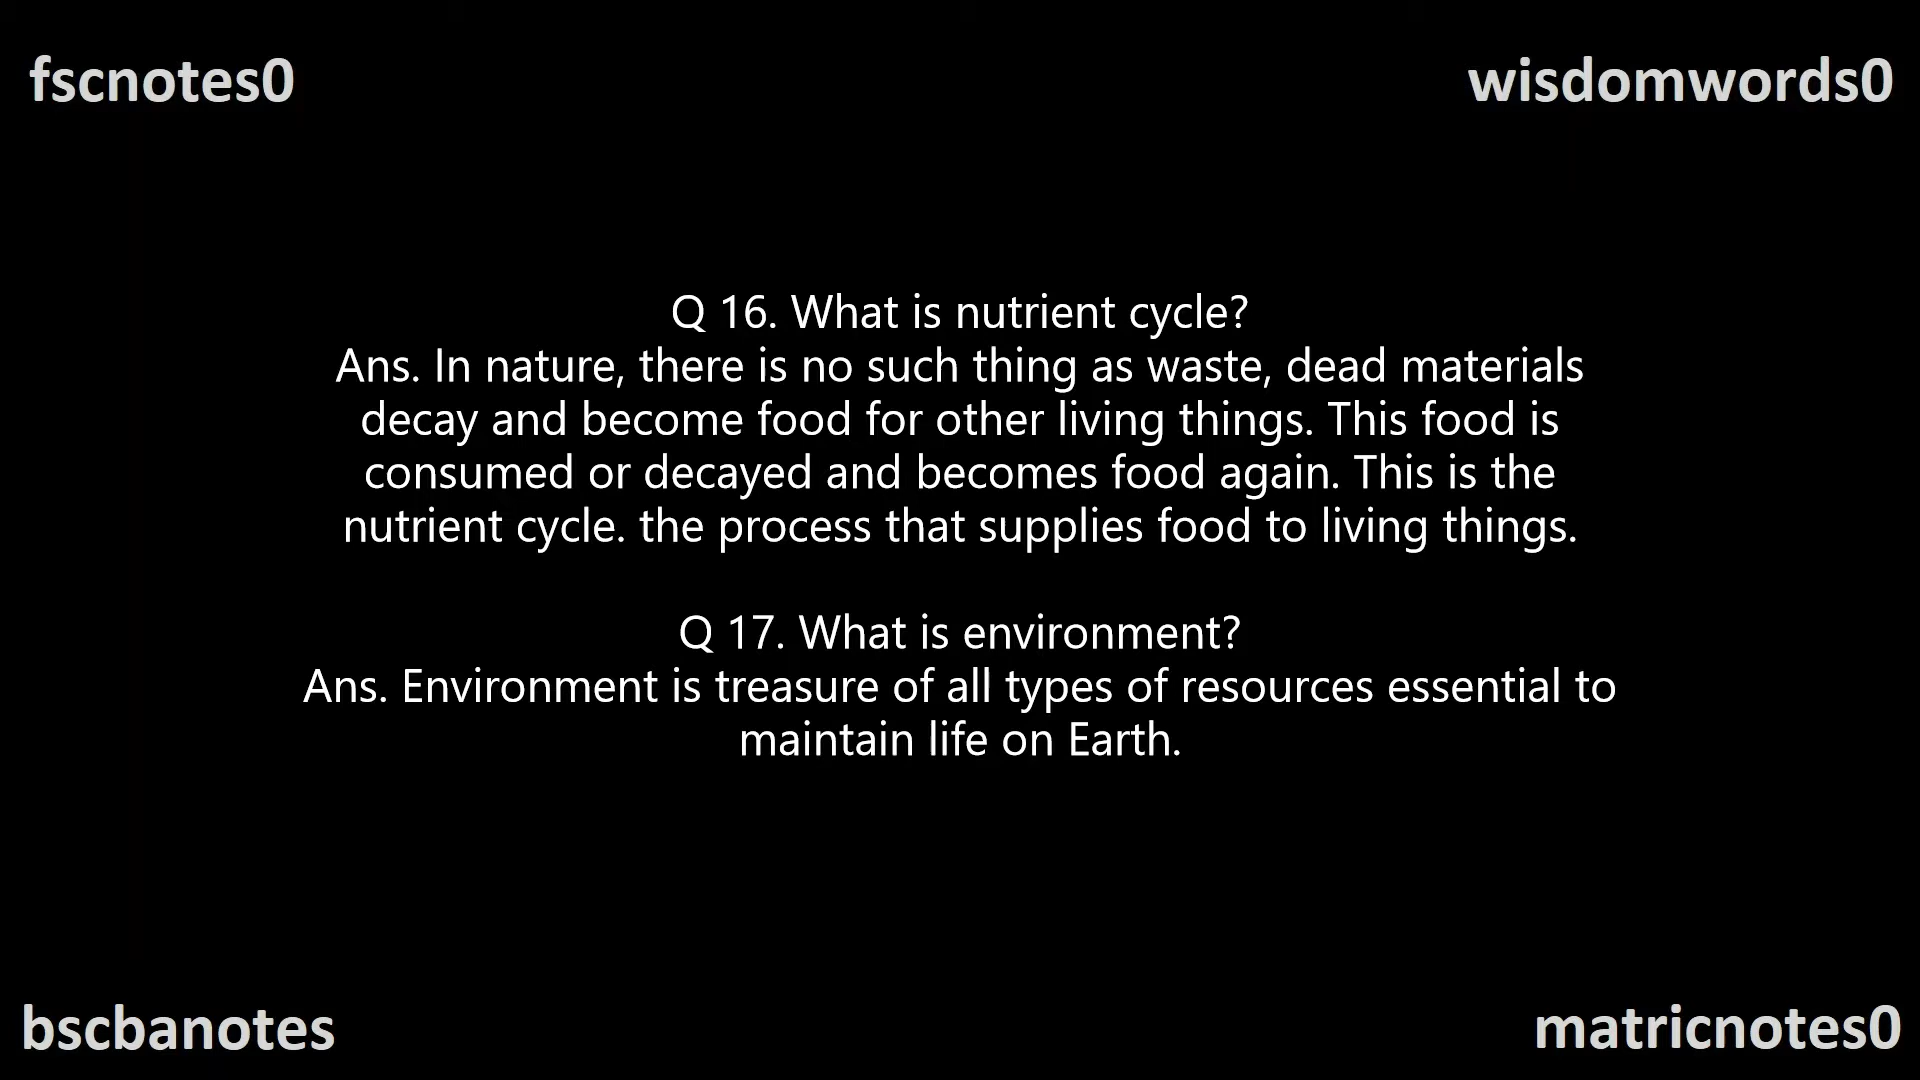 fscnotes0
wisdomwords0
Q 16. What is nutrient cycle?
Ans. In nature, there is no such thing as waste, dead materials
decay and become food for other living things. This food is
consumed or decayed and becomes food again. This is the
nutrient cycle. the process that supplies food to living things.
Q 17. What is environment?
Ans. Environment is treasure of all types of resources essential to
maintain life on Earth.
bscbanotes
matricnotes0